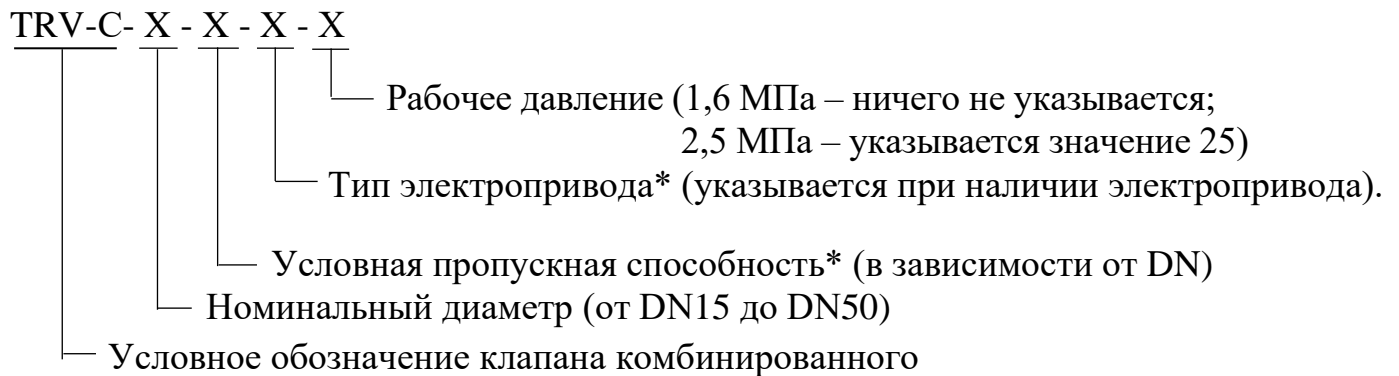 TRV-C- X - X - X - X
Рабочее давление (1,6 МПа – ничего не указывается;
2,5 МПа – указывается значение 25)
Тип электропривода* (указывается при наличии электропривода).
Условная пропускная способность* (в зависимости от DN)
Номинальный диаметр (от DN15 до DN50)
Условное обозначение клапана комбинированного